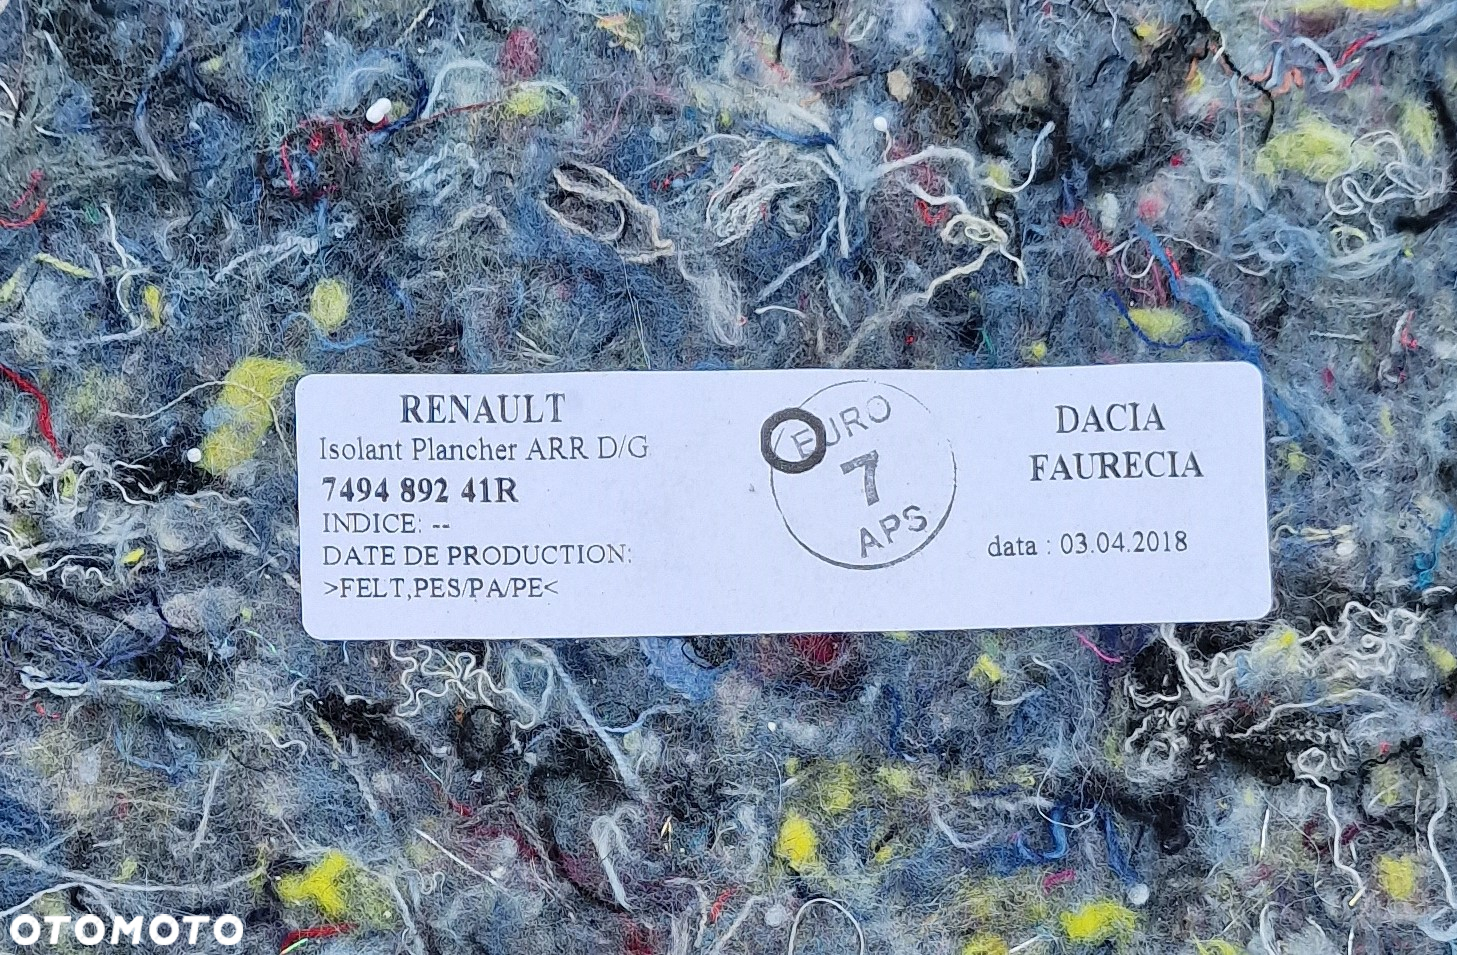 RENAULT
Isolant Plancher ARR D/G
7494 892 41R
INDICE: --
DATE DE PRODUCTION:
>FELT,PES/PA/PE<
EURO
7
APS
DACIA
FAURECIA
data : 03.04.2018
OTOMOTO